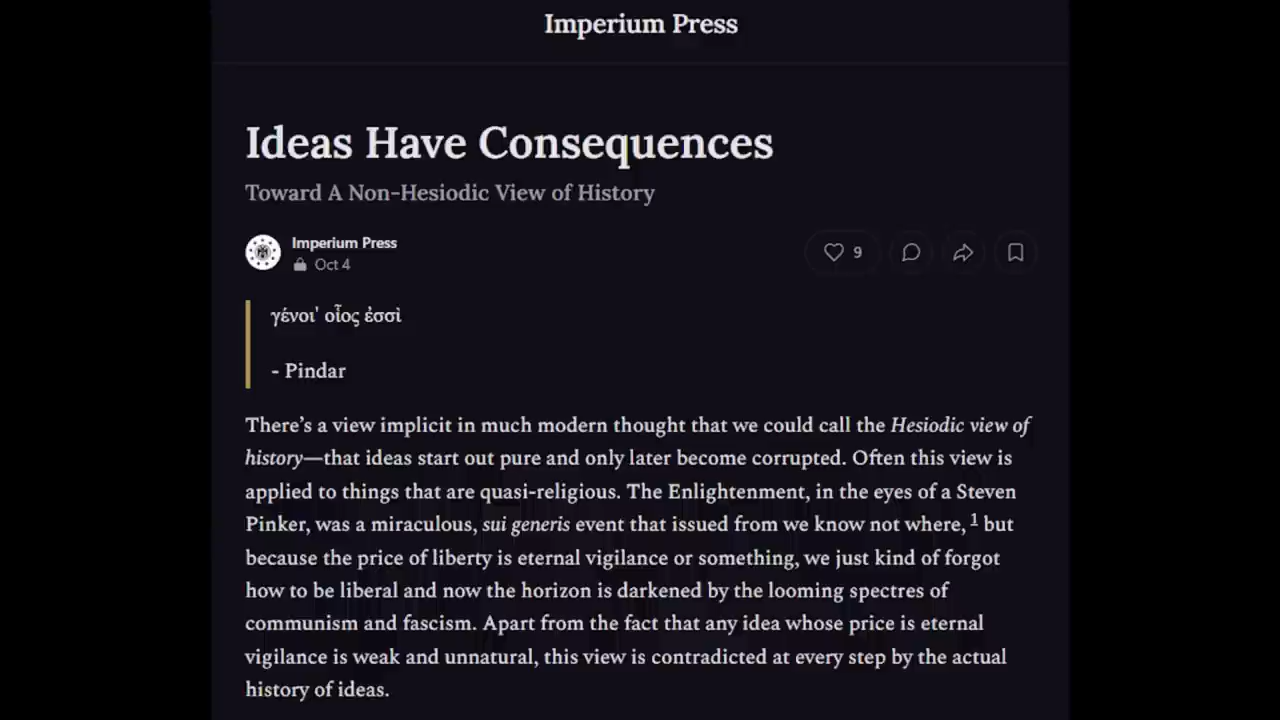 Imperium Press
Ideas Have Consequences
Toward A Non-Hesiodic View of History
Imperium Press
Oct 4
9
γένοι' οἷος ἐσσὶ
- Pindar
There's a view implicit in much modern thought that we could call the Hesiodic view of
history—that ideas start out pure and only later become corrupted. Often this view is
applied to things that are quasi-religious. The Enlightenment, in the eyes of a Steven
Pinker, was a miraculous, sui generis event that issued from we know not where, 1 but
because the price of liberty is eternal vigilance or something, we just kind of forgot
how to be liberal and now the horizon is darkened by the looming spectres of
communism and fascism. Apart from the fact that any idea whose price is eternal
vigilance is weak and unnatural, this view is contradicted at every step by the actual
history of ideas.